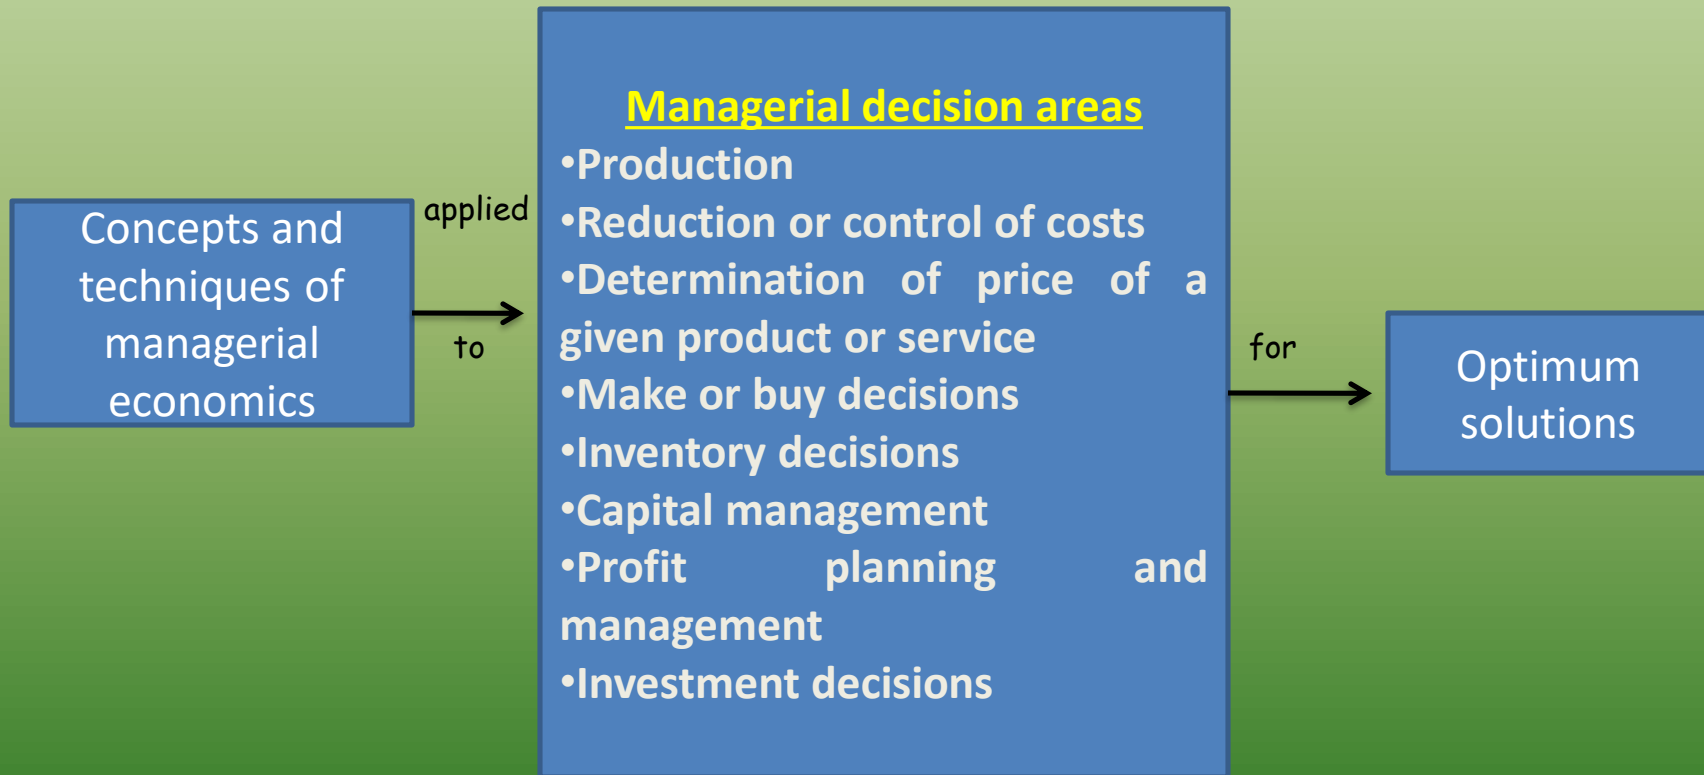 Concepts and
techniques of
managerial
economics
applied
to
Managerial decision areas
•Production
•Reduction or control of costs
•Determination of price of a
given product or service
•Make or buy decisions
•Inventory decisions
•Capital management
•Profit planning and
management
•Investment decisions
for
Optimum
solutions